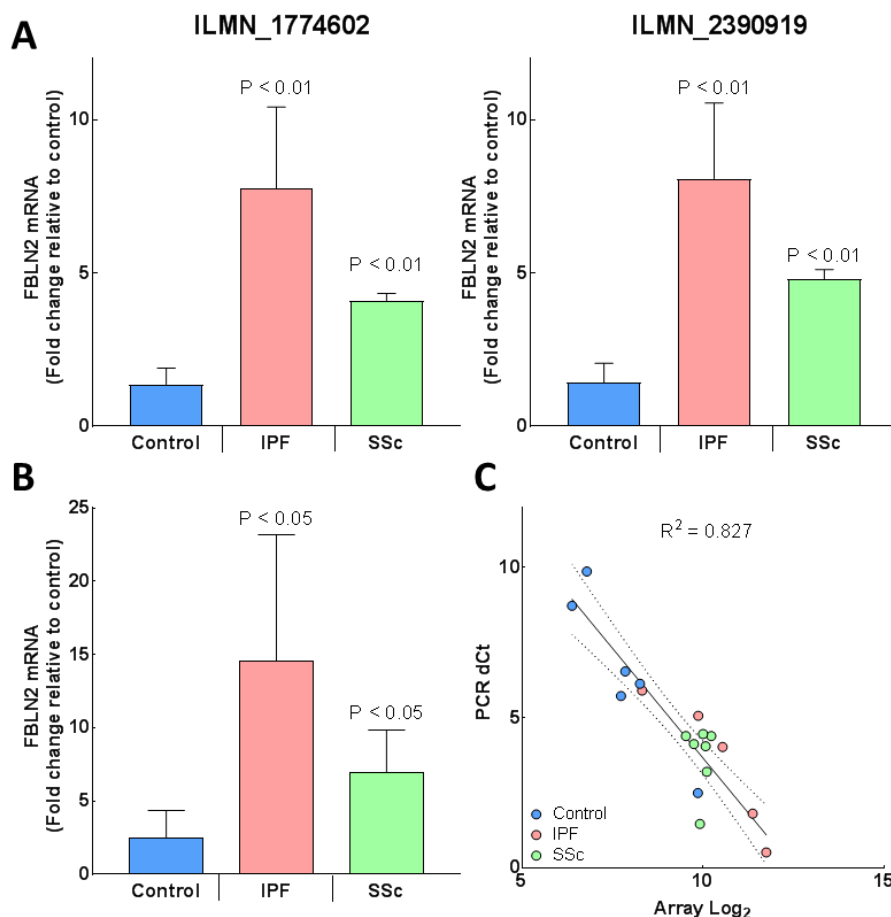 A
ILMN_1774602
FBLN2 mRNA
(Fold change relative to control)
10
5
0
P < 0.01
P < 0.01
Control
IPF
SSc
ILMN_2390919
FBLN2 mRNA
(Fold change relative to control)
10
5
0
P < 0.01
P < 0.01
Control
IPF
SSc
B
FBLN2 mRNA
(Fold change relative to control)
25
20
15
10
5
0
P < 0.05
P < 0.05
Control
IPF
SSc
C
R² = 0.827
PCR dCt
10
5
0
Control
IPF
SSc
5
10
15
Array Log₂